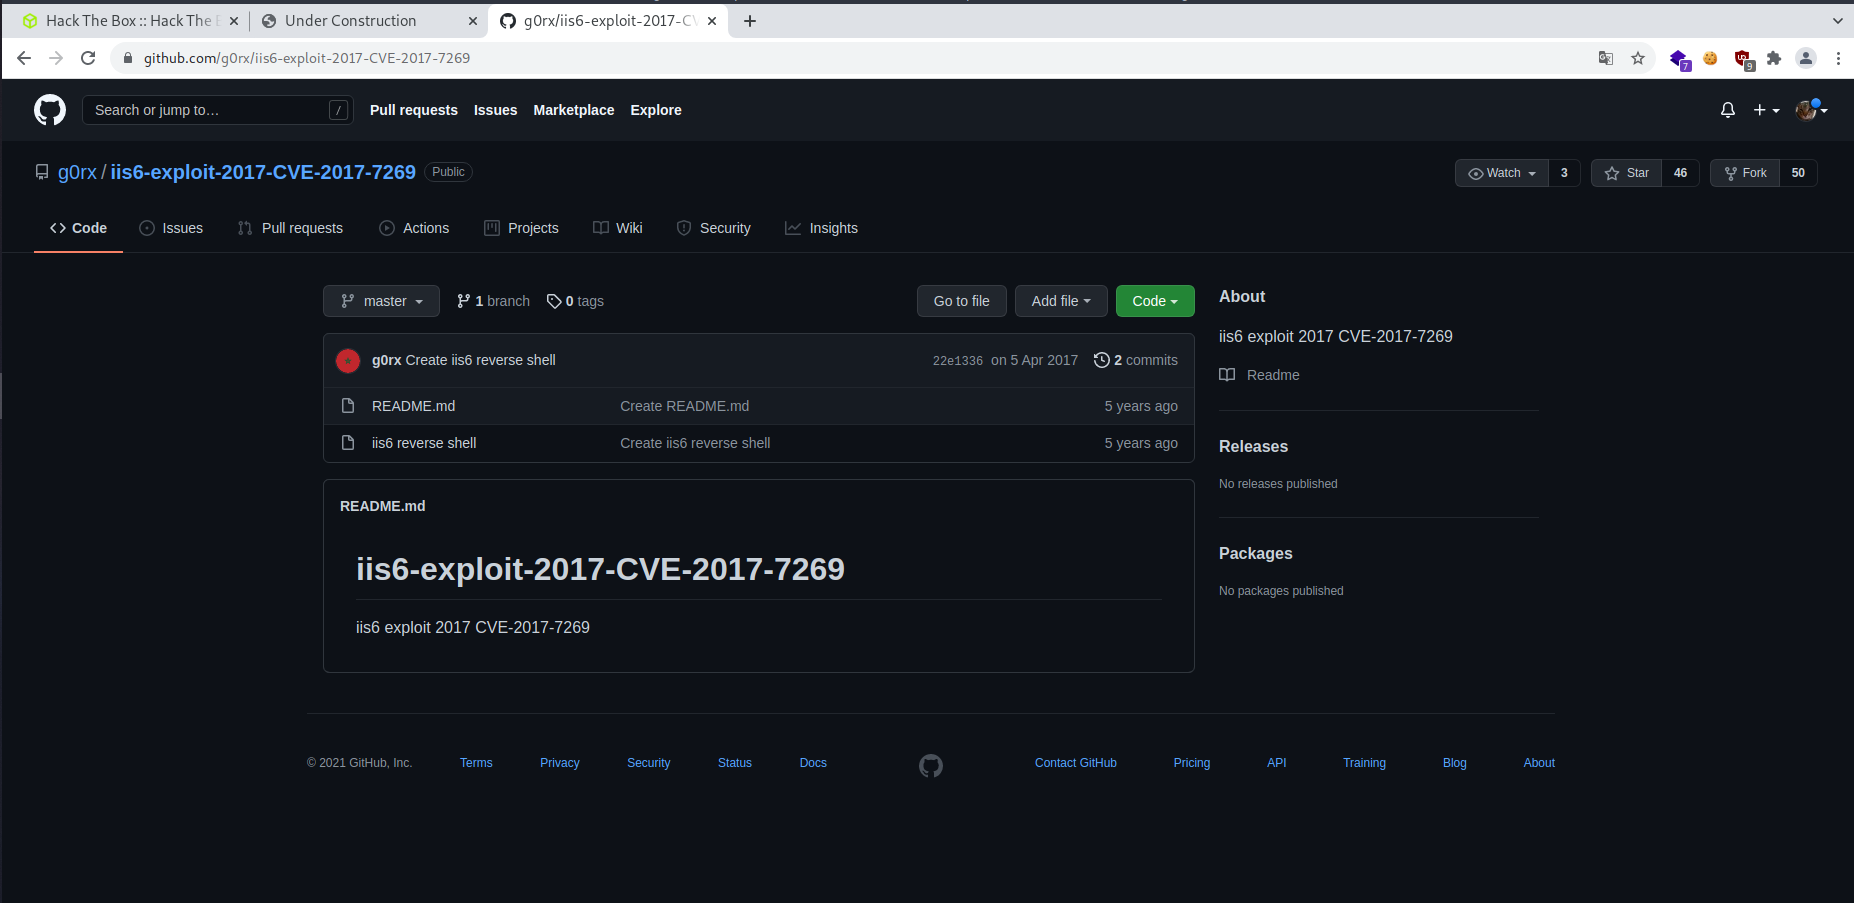 Hack The Box :: Hack The B
Under Construction
g0rx/iis6-exploit-2017-CV
github.com/g0rx/iis6-exploit-2017-CVE-2017-7269
7
9
Search or jump to…
/
Pull requests
Issues
Marketplace
Explore
g0rx / iis6-exploit-2017-CVE-2017-7269
Public
Watch
3
Star
46
Fork
50
Code
Issues
Pull requests
Actions
Projects
Wiki
Security
Insights
master
1 branch
0 tags
Go to file
Add file
Code
g0rx Create iis6 reverse shell
22e1336 on 5 Apr 2017
2 commits
README.md
Create README.md
5 years ago
iis6 reverse shell
Create iis6 reverse shell
5 years ago
README.md
iis6-exploit-2017-CVE-2017-7269
iis6 exploit 2017 CVE-2017-7269
About
iis6 exploit 2017 CVE-2017-7269
Readme
Releases
No releases published
Packages
No packages published
© 2021 GitHub, Inc.
Terms
Privacy
Security
Status
Docs
Contact GitHub
Pricing
API
Training
Blog
About